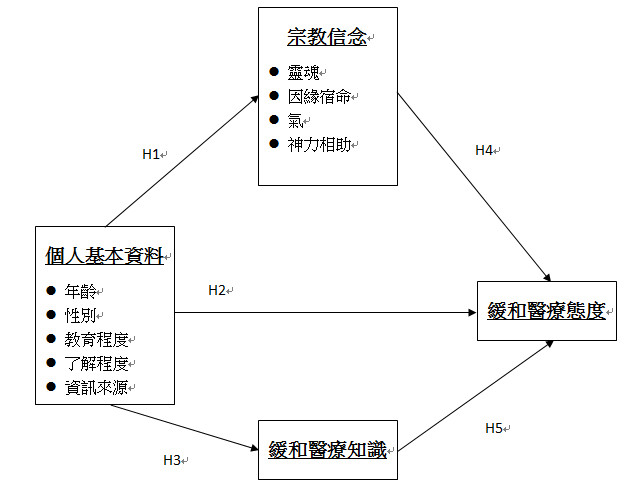 宗教信念
靈魂
因緣宿命
氣
神力相助
H1
H4
個人基本資料
年齡
性別
教育程度
了解程度
資訊來源
H2
緩和醫療態度
H3
緩和醫療知識
H5